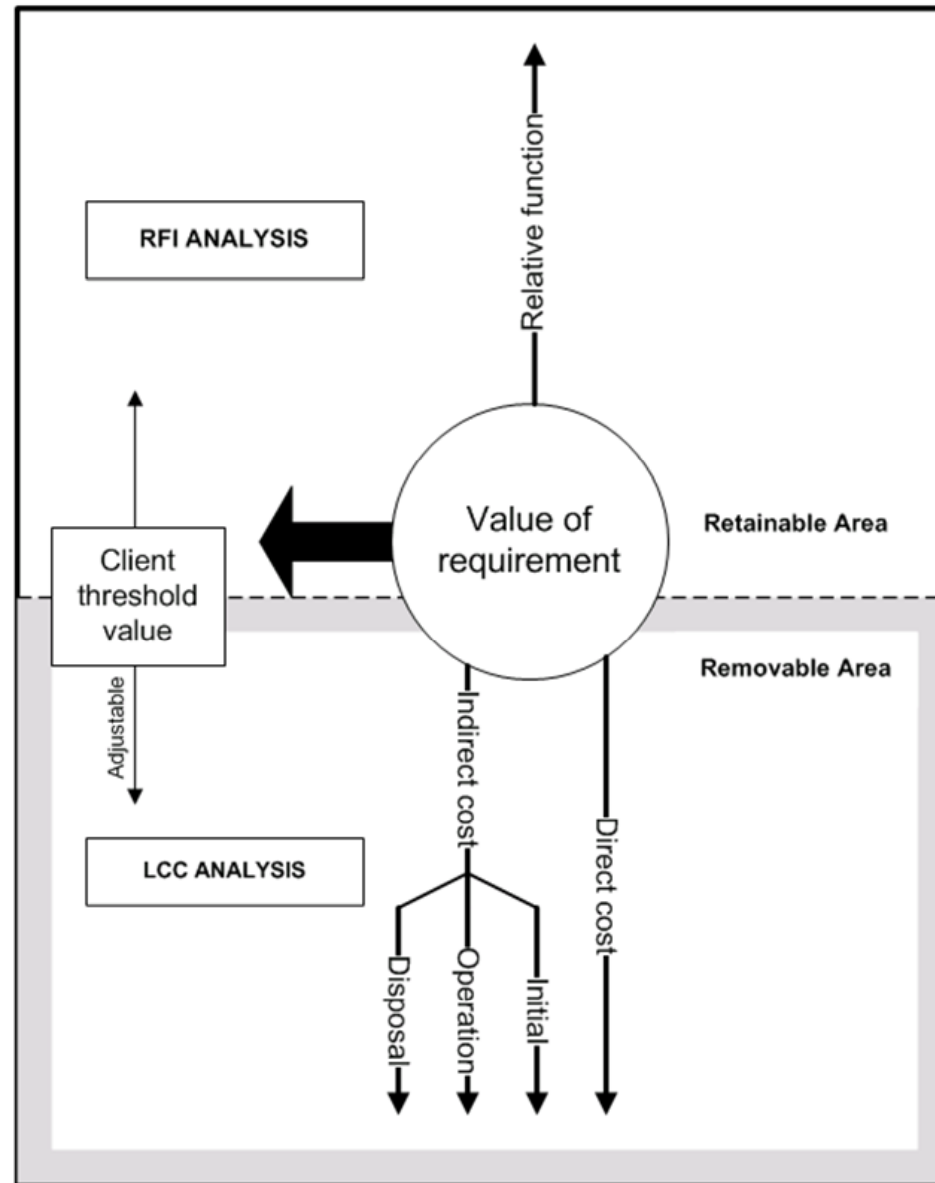 Relative function
RFI ANALYSIS
Value of
requirement
Retainable Area
Client
threshold
value
Removable Area
Adjustable
Indirect cost
Direct cost
LCC ANALYSIS
Disposal
Operation
Initial